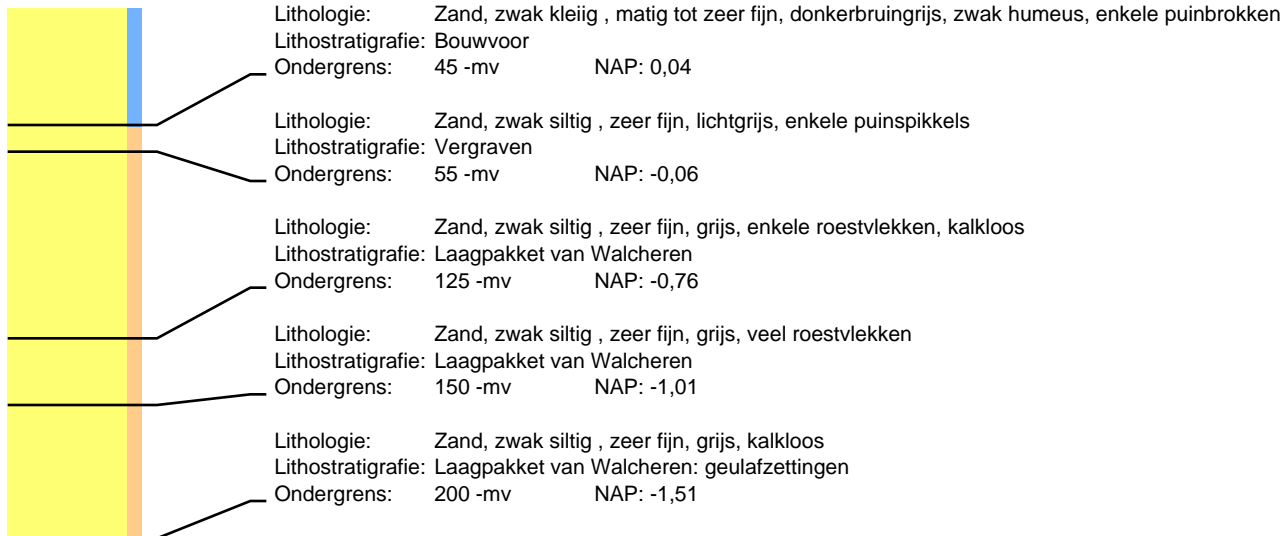 Lithologie: Zand, zwak kleiig , matig tot zeer fijn, donkerbruingrijs, zwak humeus, enkele puinbrokken
Lithostratigrafie: Bouwvoor
Ondergrens: 45 -mv NAP: 0,04
Lithologie: Zand, zwak siltig , zeer fijn, lichtgrijs, enkele puinspikkels
Lithostratigrafie: Vergraven
Ondergrens: 55 -mv NAP: -0,06
Lithologie: Zand, zwak siltig , zeer fijn, grijs, enkele roestvlekken, kalkloos
Lithostratigrafie: Laagpakket van Walcheren
Ondergrens: 125 -mv NAP: -0,76
Lithologie: Zand, zwak siltig , zeer fijn, grijs, veel roestvlekken
Lithostratigrafie: Laagpakket van Walcheren
Ondergrens: 150 -mv NAP: -1,01
Lithologie: Zand, zwak siltig , zeer fijn, grijs, kalkloos
Lithostratigrafie: Laagpakket van Walcheren: geulafzettingen
Ondergrens: 200 -mv NAP: -1,51